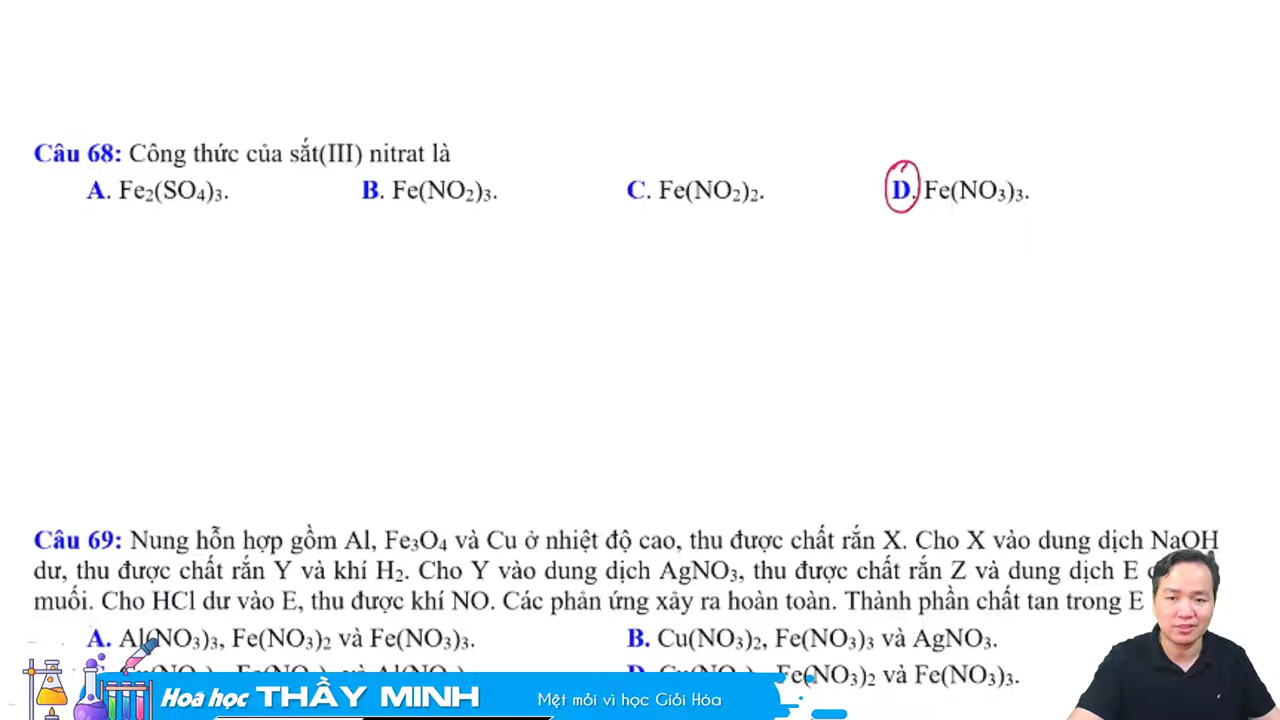 Câu 68: Công thức của sắt(III) nitrat là
A. Fe₂(SO₄)₃. B. Fe(NO₂)₃. C. Fe(NO₂)₂. D. Fe(NO₃)₃.
Câu 69: Nung hỗn hợp gồm Al, Fe₃O₄ và Cu ở nhiệt độ cao, thu được chất rắn X. Cho X vào dung dịch NaOH
dư, thu được chất rắn Y và khí H₂. Cho Y vào dung dịch AgNO₃, thu được chất rắn Z và dung dịch E
muối. Cho HCl dư vào E, thu được khí NO. Các phản ứng xảy ra hoàn toàn. Thành phần chất tan trong E
A. Al(NO₃)₃, Fe(NO₃)₂ và Fe(NO₃)₃. B. Cu(NO₃)₂, Fe(NO₃)₃ và AgNO₃.
Fe(NO₃)₂ và Fe(NO₃)₃.
Hoá học THẦY MINH Mệt mỏi vì học Giỏi Hóa